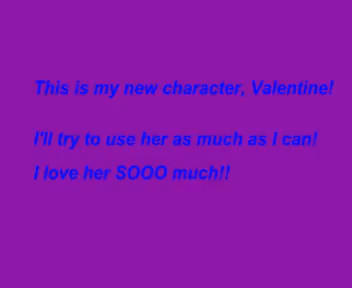 This is my new character, Valentine!
I'll try to use her as much as I can!
I love her SOOO much!!